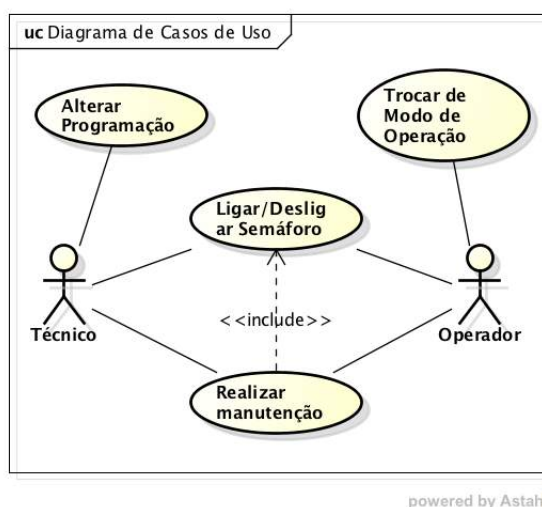 uc Diagrama de Casos de Uso
Alterar
Programação
Trocar de
Modo de
Operação
Ligar/Deslig
ar Semáforo
<<include>>
Técnico
Operador
Realizar
manutenção
powered by Astah